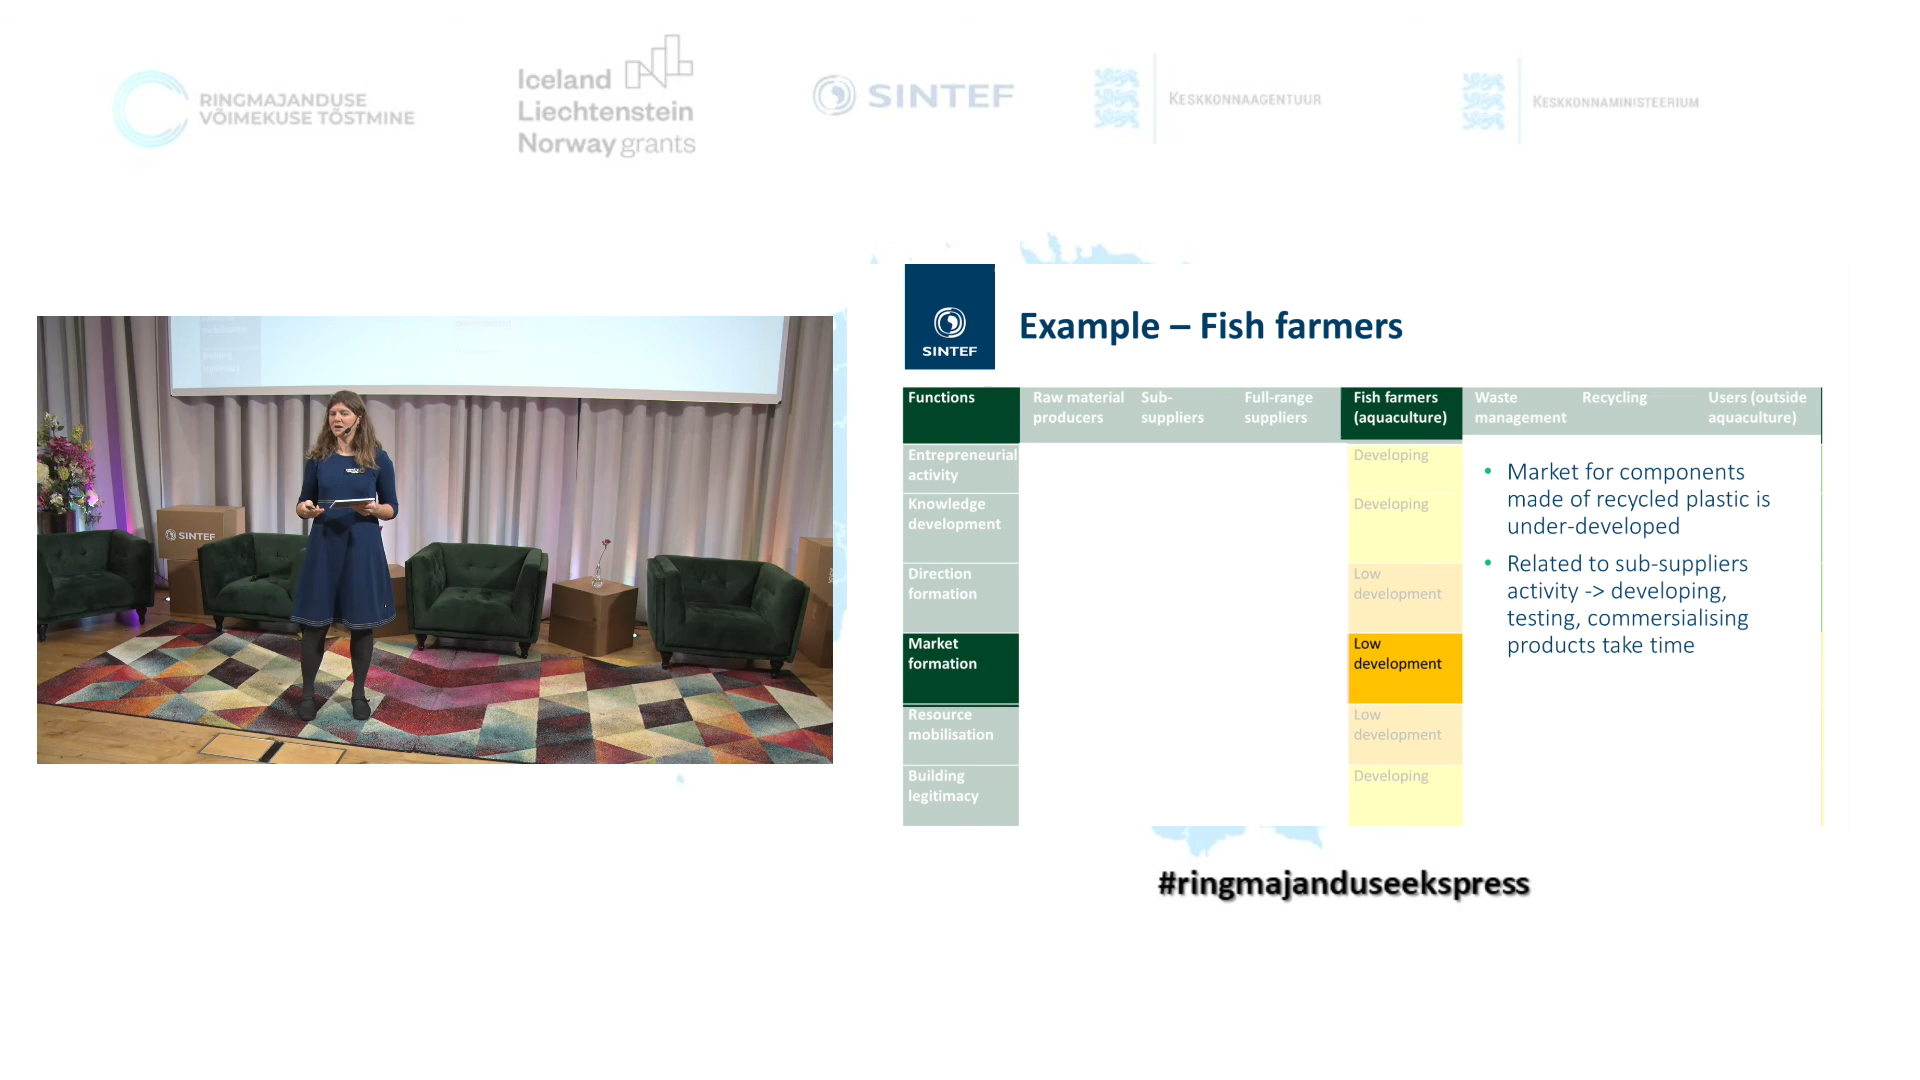 RINGMAJANDUSE
VÕIMEKUSE TÕSTMINE
Iceland
Liechtenstein
Norway grants
SINTEF
KESKKONNAAGENTUUR
KESKKONNAMINISTEERIUM
SINTEF
SINTEF
Example – Fish farmers
Functions
Raw material
producers
Sub-
suppliers
Full-range
suppliers
Fish farmers
(aquaculture)
Waste
management
Recycling
Users (outside
aquaculture)
Entrepreneurial
activity
Developing
Knowledge
development
Developing
Direction
formation
Low
development
Market
formation
Low
development
Resource
mobilisation
Low
development
Building
legitimacy
Developing
• Market for components
made of recycled plastic is
under-developed
• Related to sub-suppliers
activity -> developing,
testing, commersialising
products take time
#ringmajanduseekspress